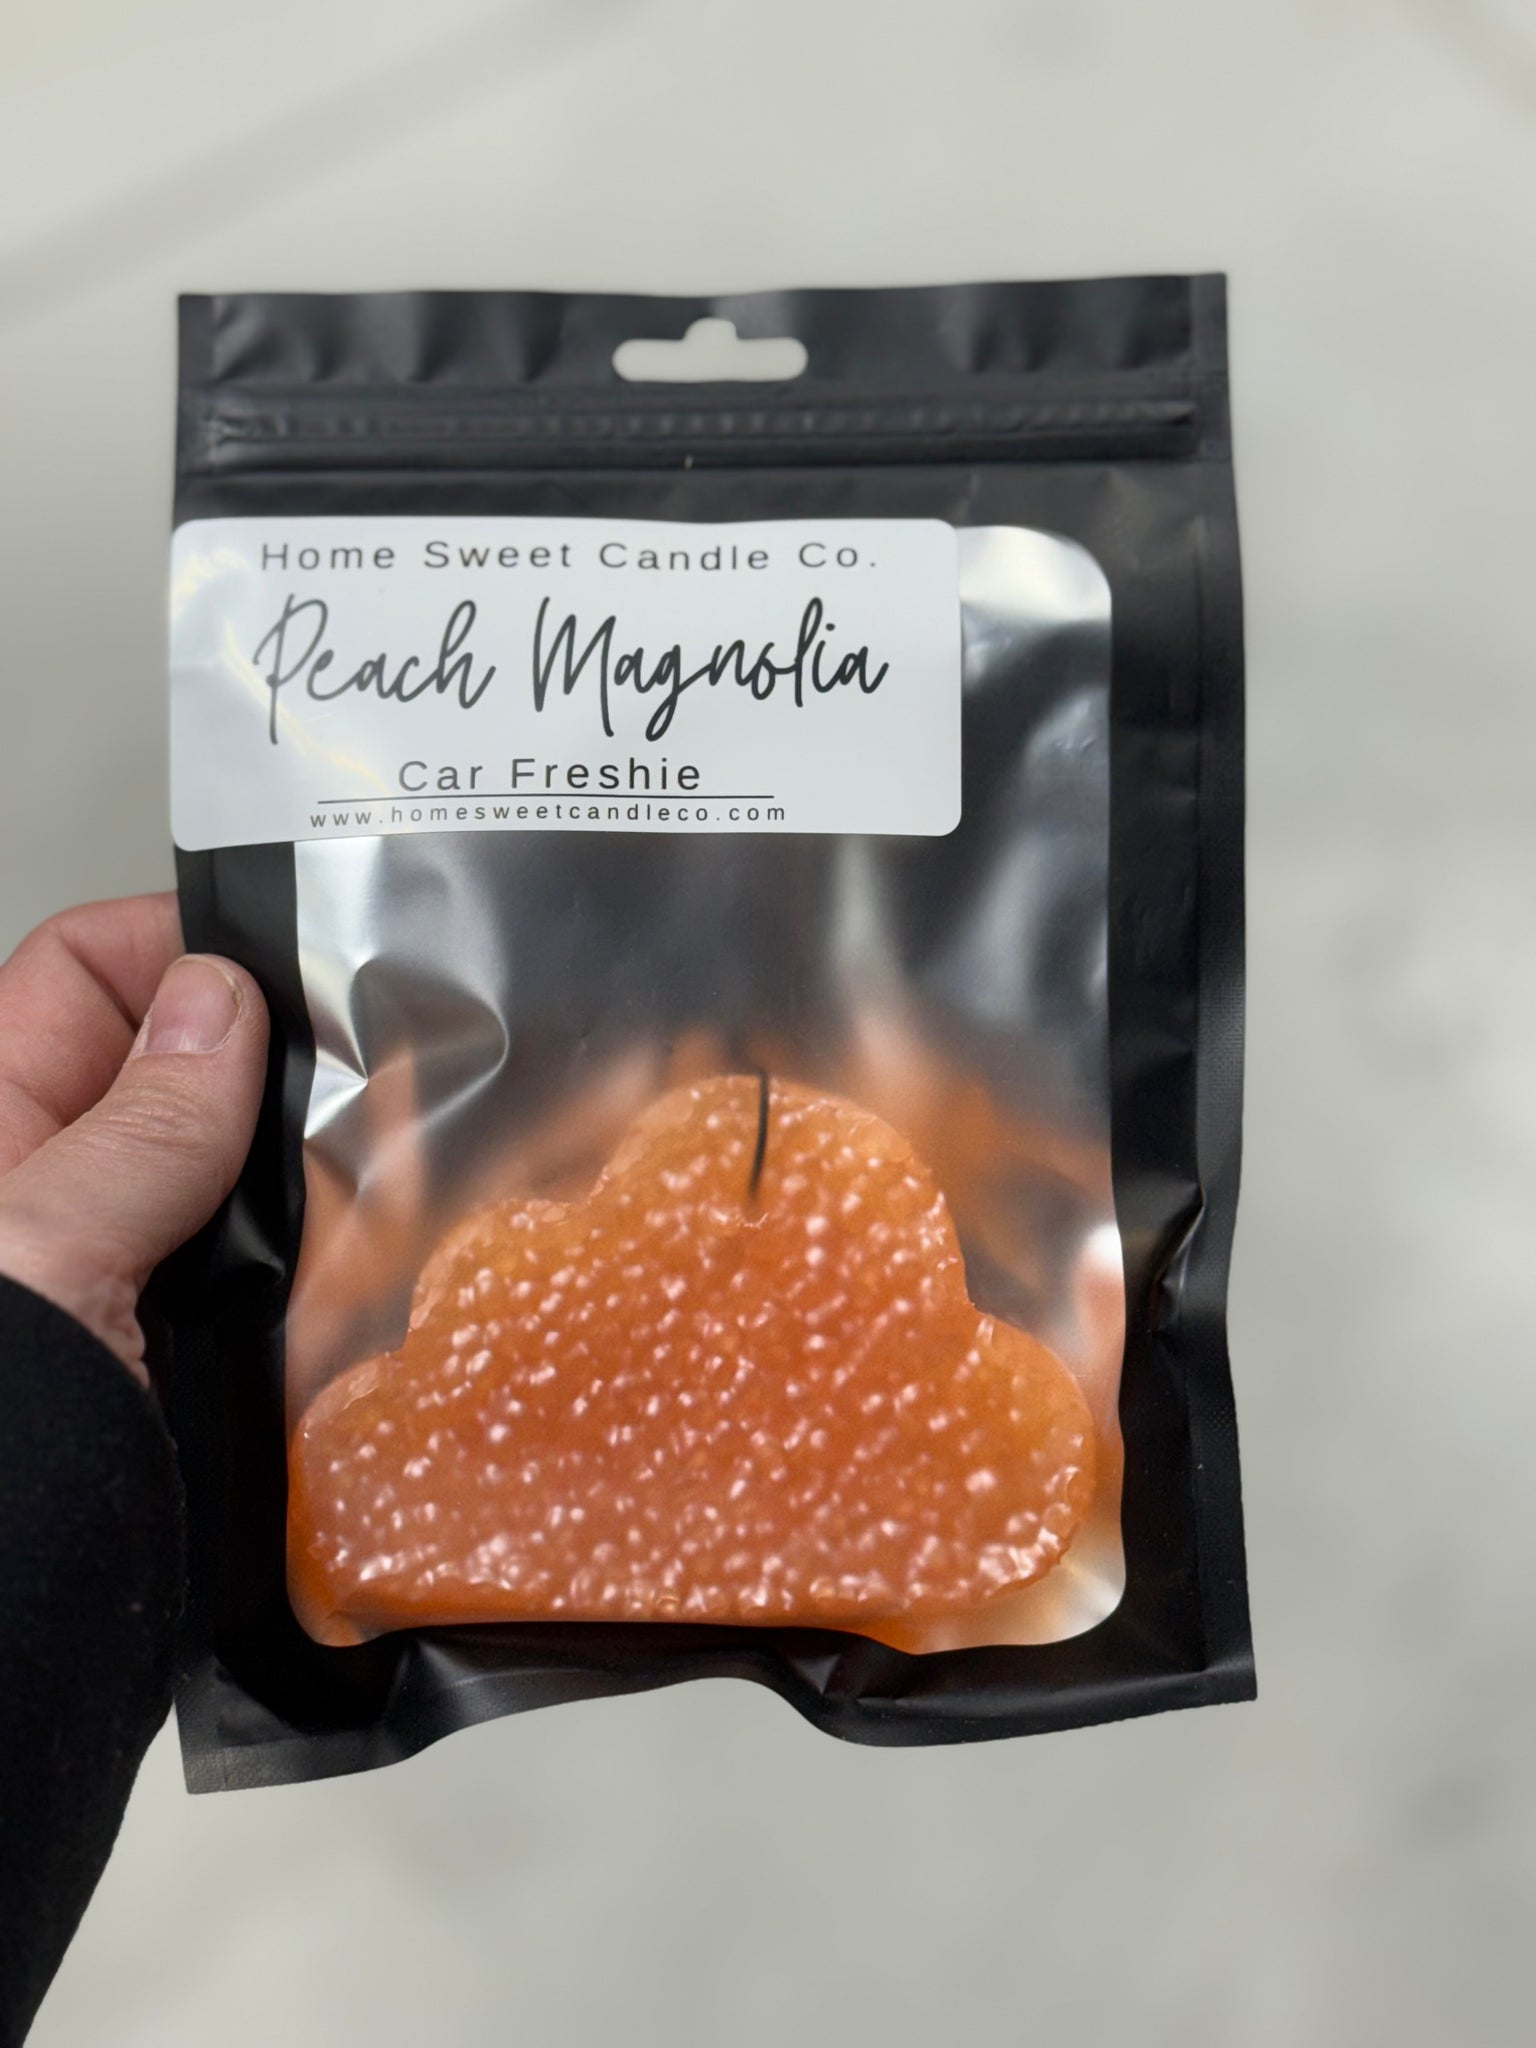 Home Sweet Candle Co.
Peach Magnolia
Car Freshie
www.homesweetcandleco.com